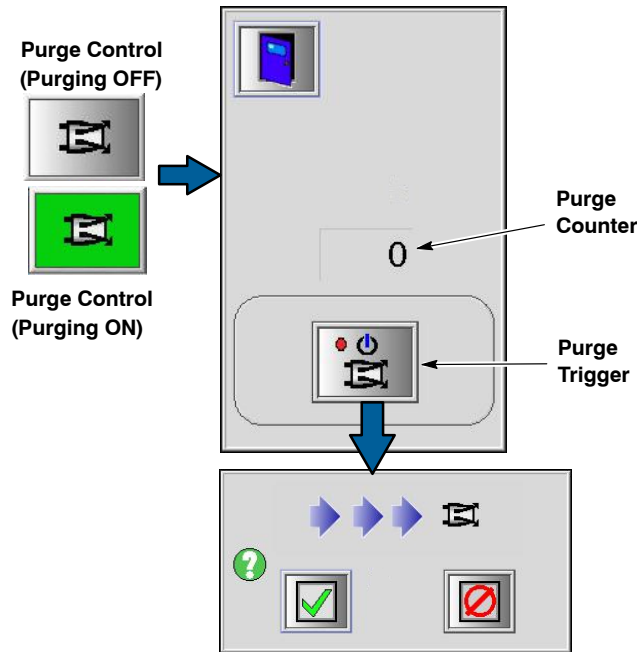 Purge Control
(Purging OFF)
Purge Control
(Purging ON)
0
Purge
Counter
Purge
Trigger
?